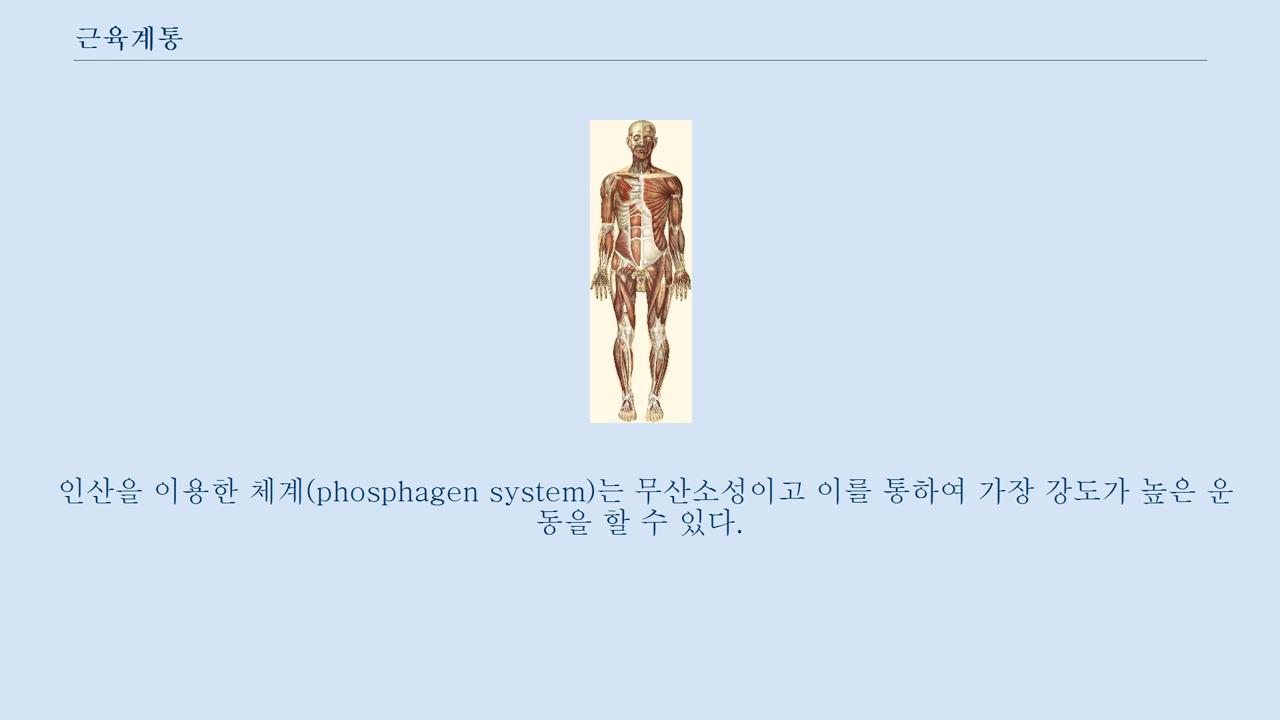 근육계통
인산을 이용한 체계(phosphagen system)는 무산소성이고 이를 통하여 가장 강도가 높은 운
동을 할 수 있다.